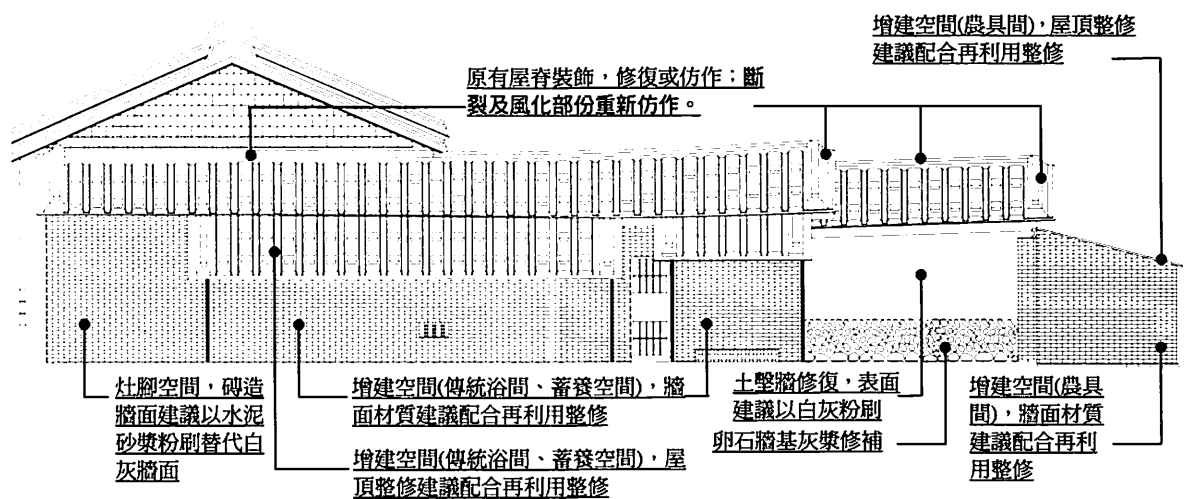 增建空間(農具間)，屋頂整修
建議配合再利用整修
原有屋脊裝飾，修復或仿作；斷
裂及風化部份重新仿作。
灶腳空間，磚造
牆面建議以水泥
砂漿粉刷替代白
灰牆面
增建空間(傳統浴間、蓄養空間)，牆
面材質建議配合再利用整修
增建空間(傳統浴間、蓄養空間)，屋
頂整修建議配合再利用整修
土墼牆修復，表面
建議以白灰粉刷
卵石牆基灰漿修補
增建空間(農具
間)，牆面材質
建議配合再利
用整修